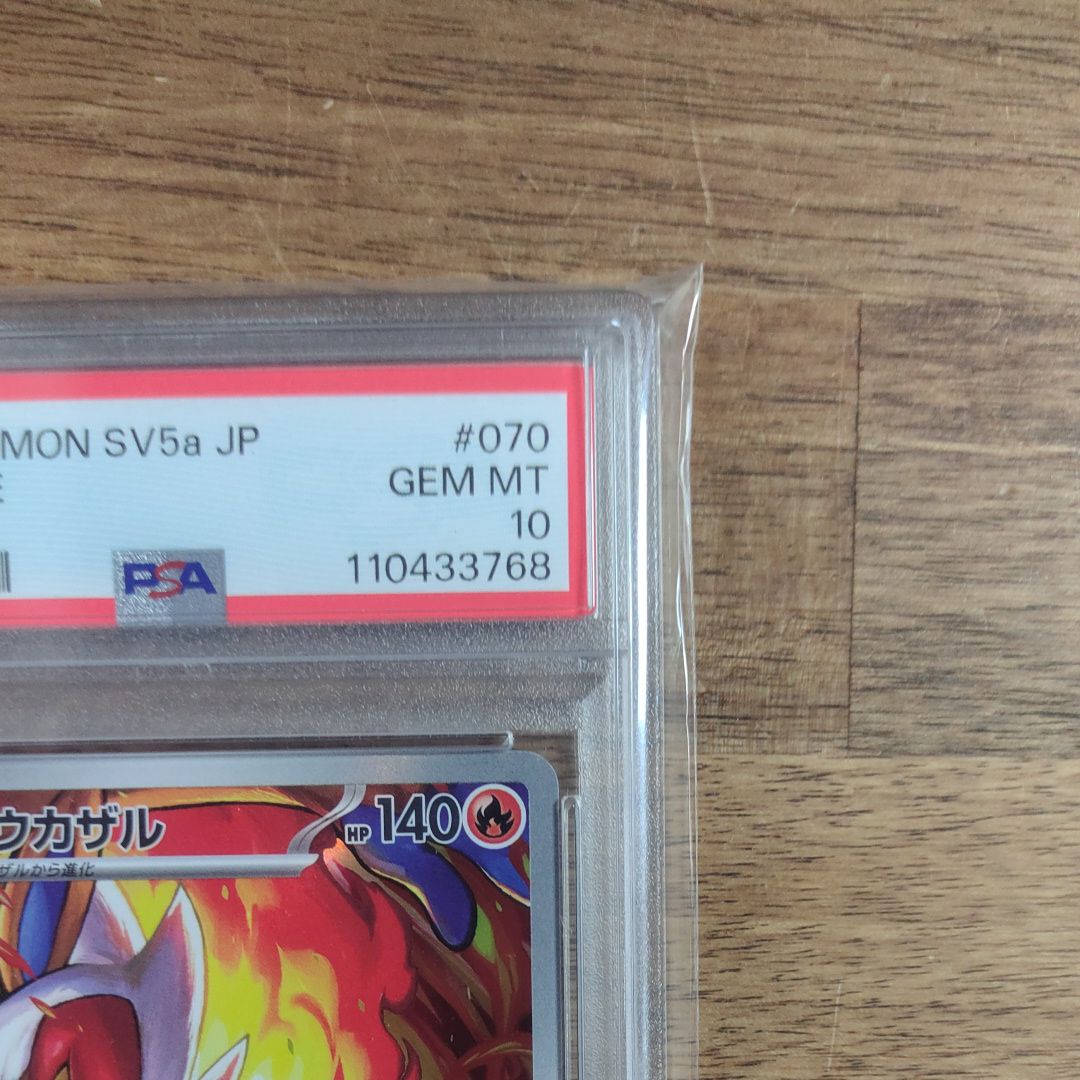 MON SV5a JP #070
E GEM MT
10
PSA 110433768
ウカザル HP 140
ザルから進化